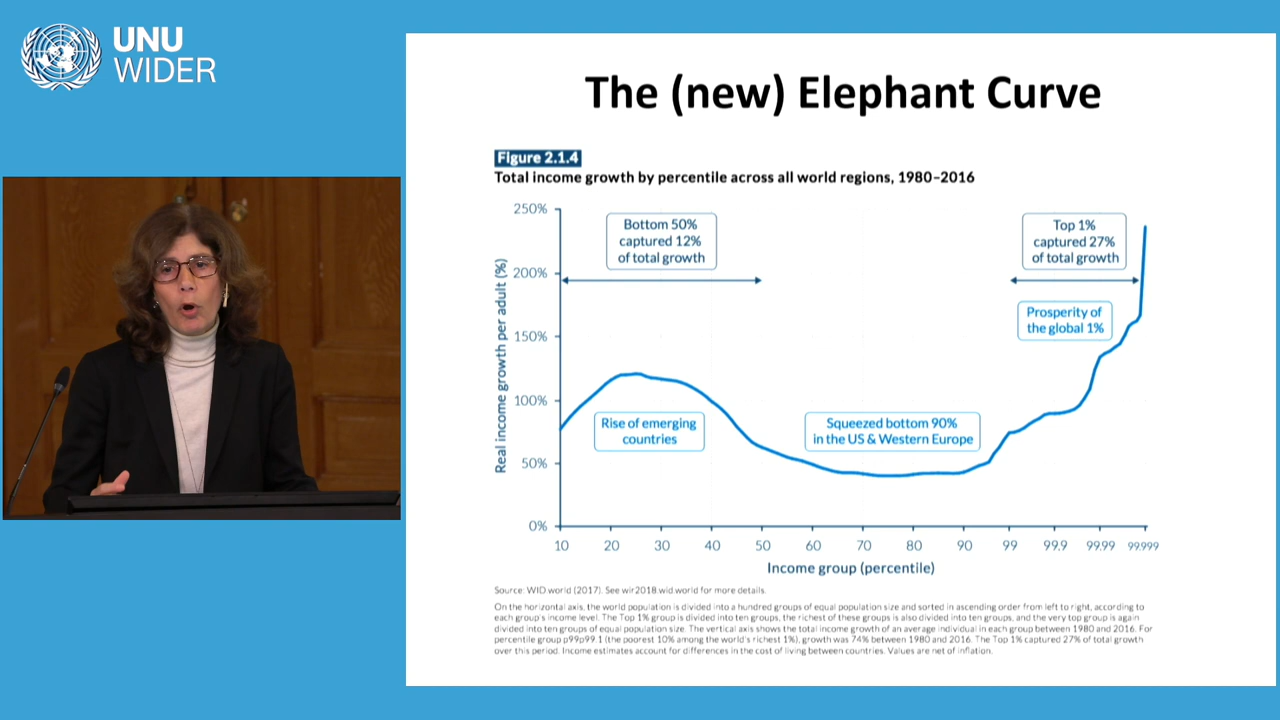 UNU
WIDER
The (new) Elephant Curve
Figure 2.1.4
Total income growth by percentile across all world regions, 1980–2016
250%
200%
150%
100%
50%
0%
Real income growth per adult (%)
Bottom 50%
captured 12%
of total growth
Top 1%
captured 27%
of total growth
Prosperity of
the global 1%
Rise of emerging
countries
Squeezed bottom 90%
in the US & Western Europe
10 20 30 40 50 60 70 80 90 99 99.9 99.99 99.999
Income group (percentile)
Source: WID.world (2017). See wir2018.wid.world for more details.
On the horizontal axis, the world population is divided into a hundred groups of equal population size and sorted in ascending order from left to right, according to
each group's income level. The Top 1% group is divided into ten groups, the richest of these groups is also divided into ten groups, and the very top group is again
divided into ten groups of equal population size. The vertical axis shows the total income growth of an average individual in each group between 1980 and 2016. For
percentile group p99p99.1 (the poorest 10% among the world's richest 1%), growth was 74% between 1980 and 2016. The Top 1% captured 27% of total growth
over this period. Income estimates account for differences in the cost of living between countries. Values are net of inflation.